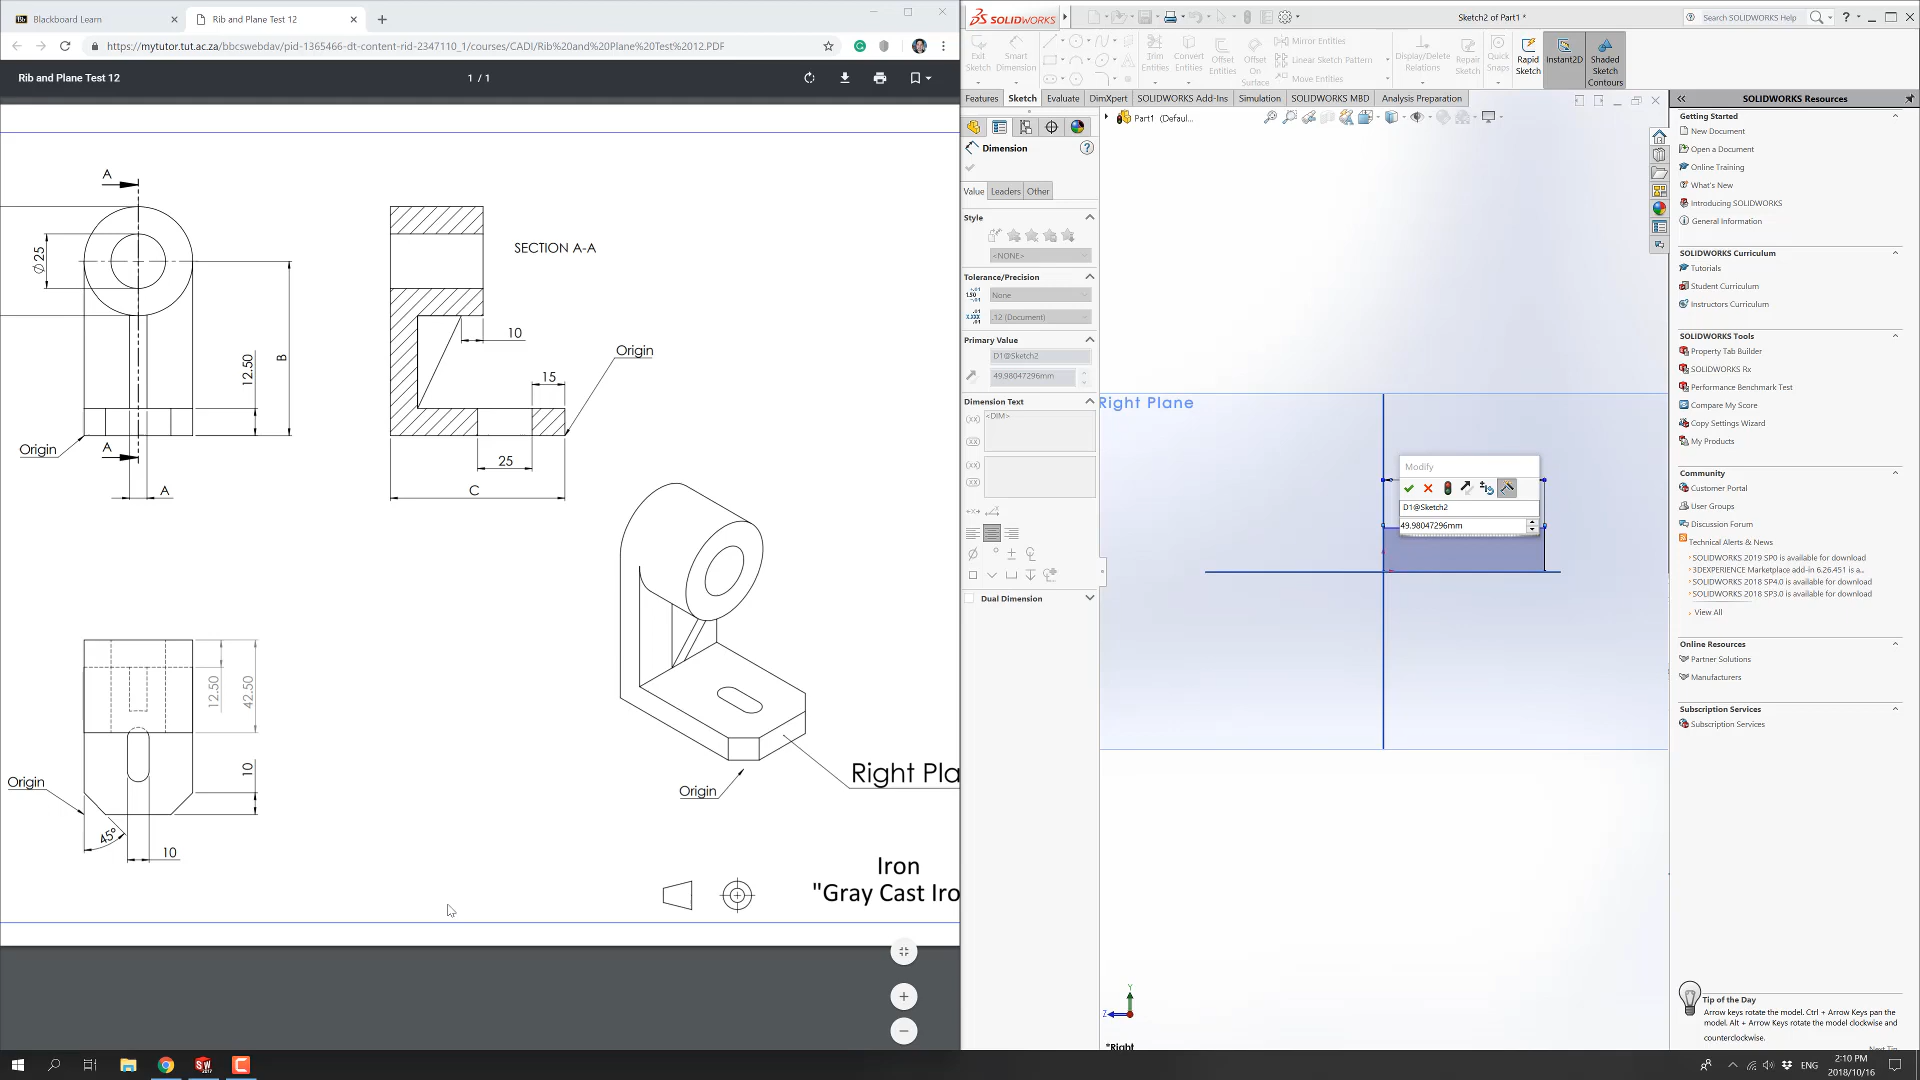 Blackboard Learn
Rib and Plane Test 12
https://mytutor.tut.ac.za/bbcswebdav/pid-1365466-dt-content-rid-2347110_1/courses/CADI/Rib%20and%20Plane%20Test%2012.PDF
Rib and Plane Test 12
1 / 1
A
∅25
SECTION A-A
10
Origin
12.50
B
15
Origin
A
25
A
C
12.50
42.50
10
Origin
45°
10
Right Pla
Origin
Iron
"Gray Cast Iro
SOLIDWORKS
Sketch2 of Part1 *
Search SOLIDWORKS Help
Exit Sketch
Smart Dimension
Trim Entities
Convert Entities
Offset Entities
Offset On Surface
Mirror Entities
Linear Sketch Pattern
Move Entities
Display/Delete Relations
Repair Sketch
Quick Snaps
Rapid Sketch
Instant2D
Shaded Sketch Contours
Features
Sketch
Evaluate
DimXpert
SOLIDWORKS Add-Ins
Simulation
SOLIDWORKS MBD
Analysis Preparation
Part1 (Defaul...
Dimension
Value
Leaders
Other
Style
<NONE>
Tolerance/Precision
None
.12 (Document)
Primary Value
D1@Sketch2
49.98047296mm
Dimension Text
<DIM>
Dual Dimension
Right Plane
Modify
D1@Sketch2
49.98047296mm
Y
Z
*Right
SOLIDWORKS Resources
Getting Started
New Document
Open a Document
Online Training
What's New
Introducing SOLIDWORKS
General Information
SOLIDWORKS Curriculum
Tutorials
Student Curriculum
Instructors Curriculum
SOLIDWORKS Tools
Property Tab Builder
SOLIDWORKS Rx
Performance Benchmark Test
Compare My Score
Copy Settings Wizard
My Products
Community
Customer Portal
User Groups
Discussion Forum
Technical Alerts & News
SOLIDWORKS 2019 SP0 is available for download
3DEXPERIENCE Marketplace add-in 6.26.451 is a...
SOLIDWORKS 2018 SP4.0 is available for download
SOLIDWORKS 2018 SP3.0 is available for download
View All
Online Resources
Partner Solutions
Manufacturers
Subscription Services
Subscription Services
Tip of the Day
Arrow keys rotate the model. Ctrl + Arrow Keys pan the
model. Alt + Arrow Keys rotate the model clockwise and
counterclockwise.
Next Tip
ENG
2:10 PM
2018/10/16